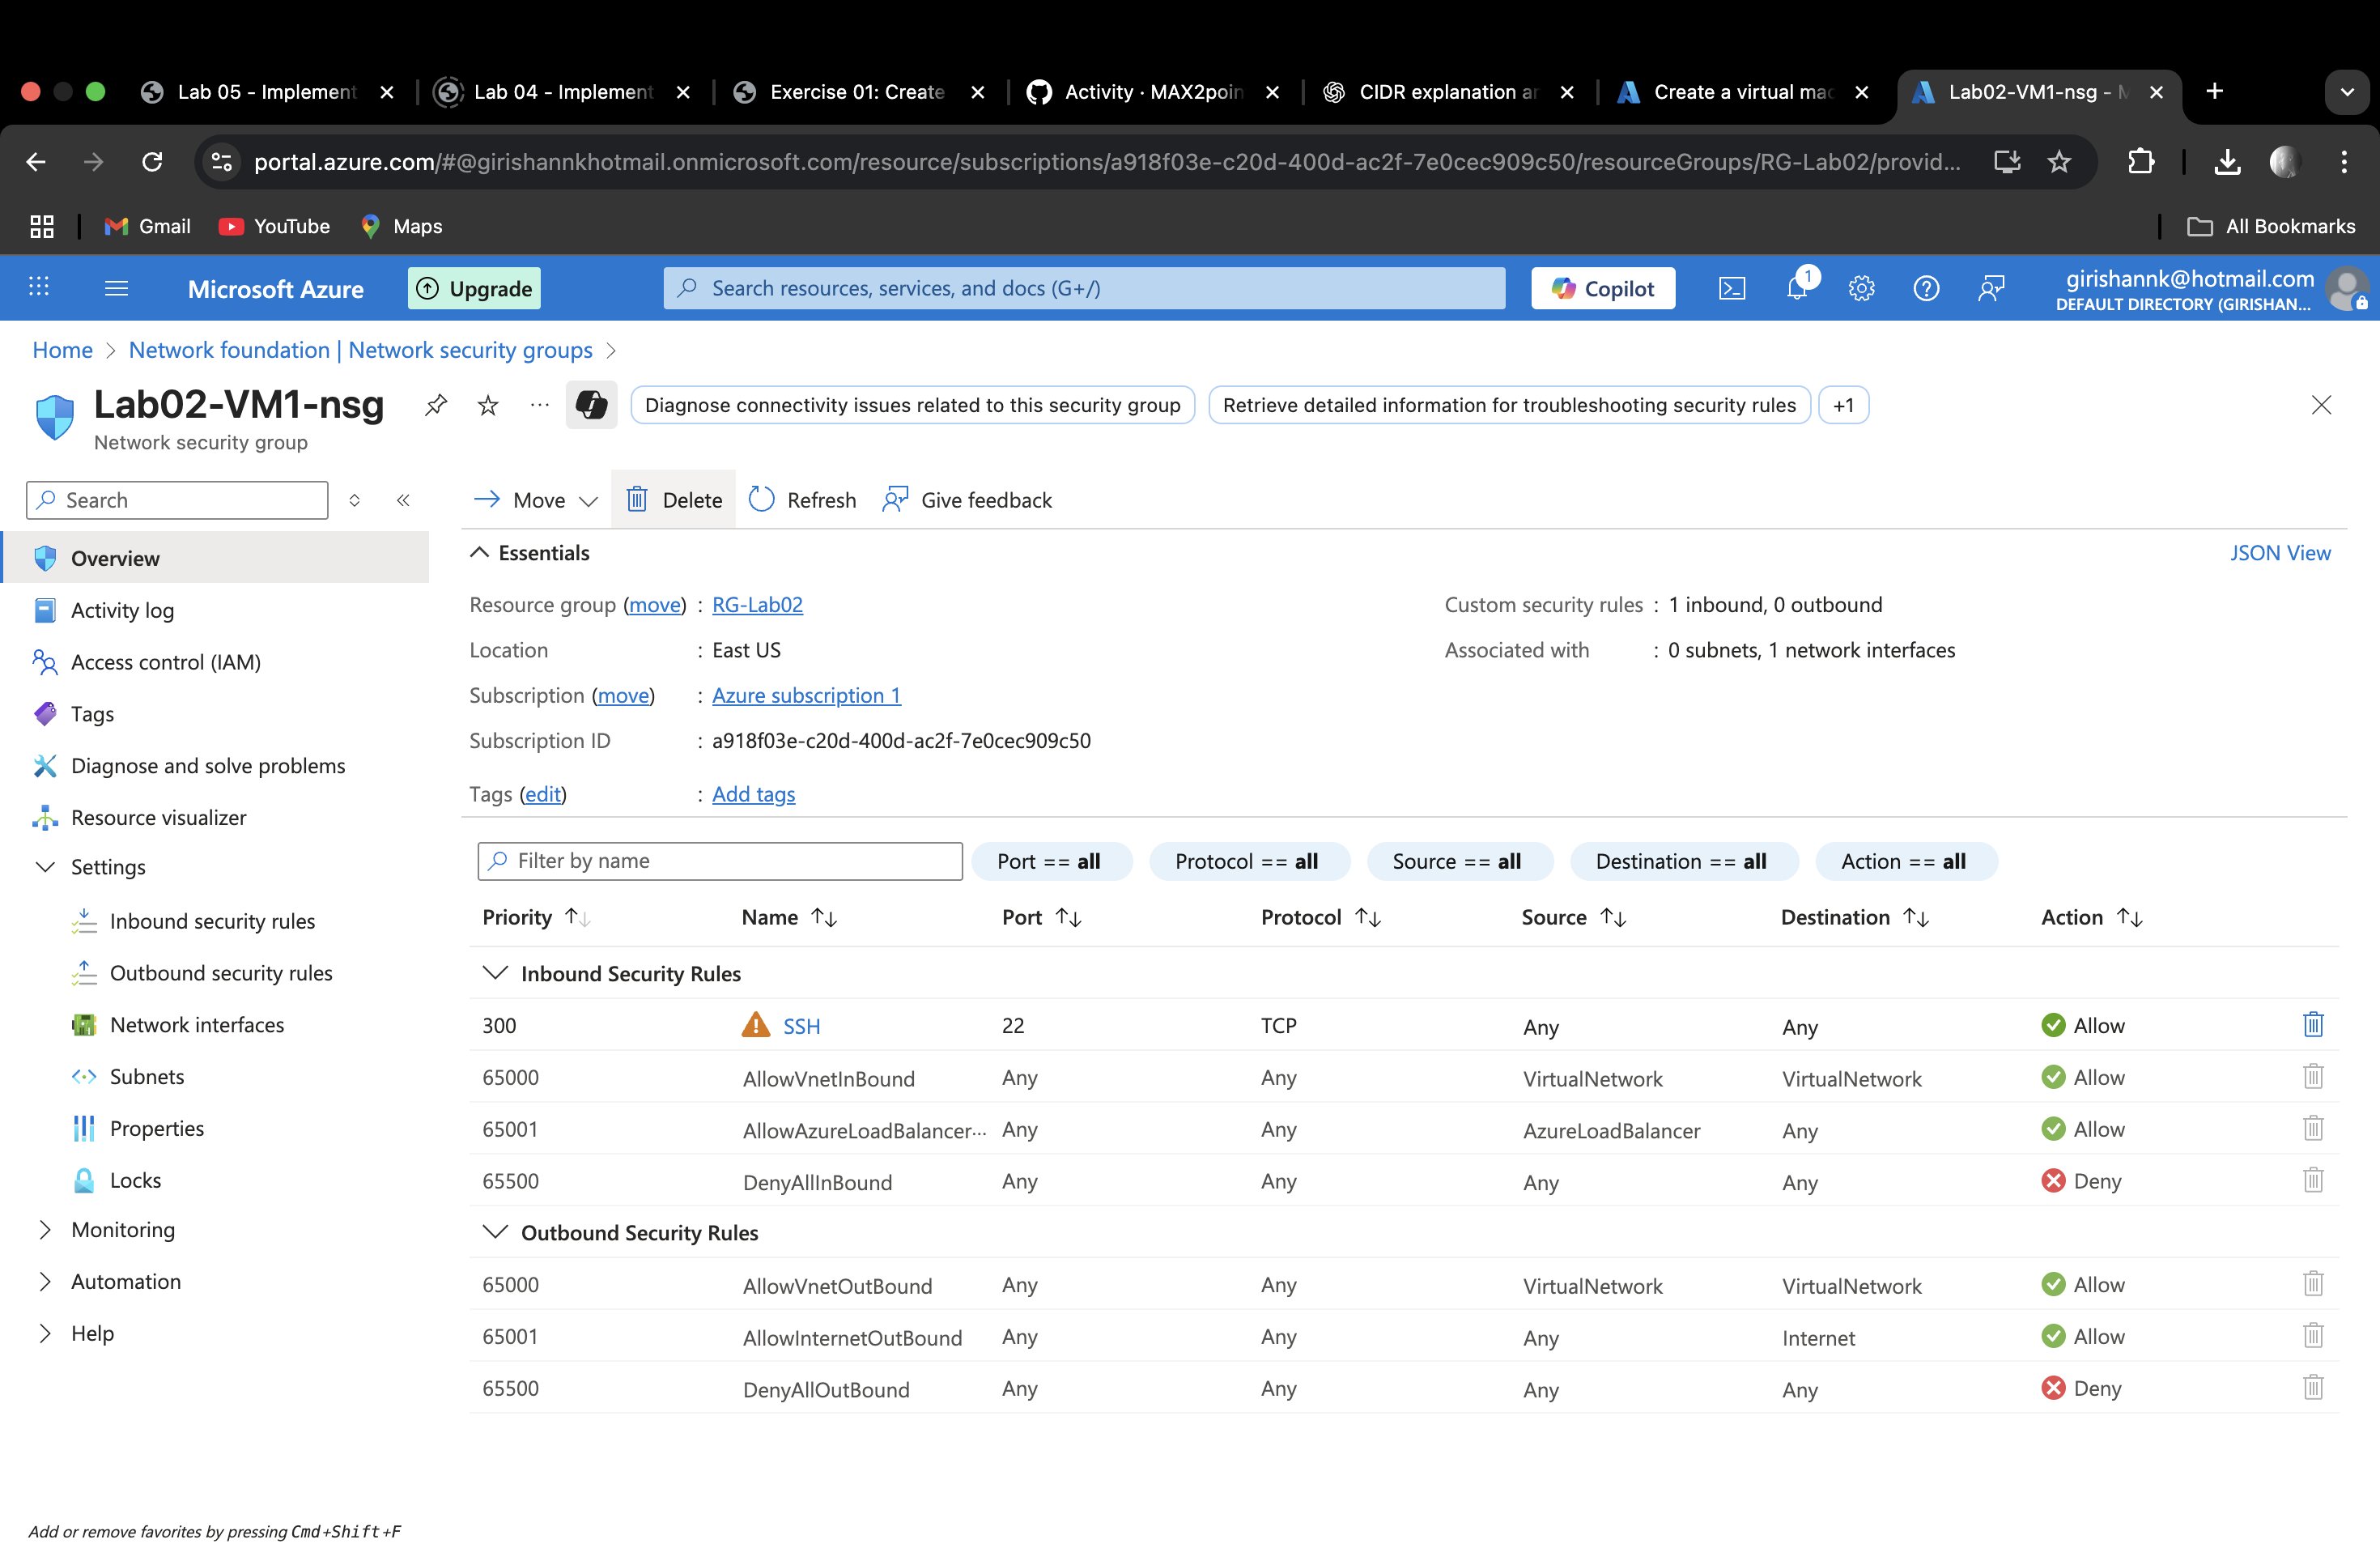 Lab 05 - Implement
Lab 04 - Implement
Exercise 01: Create
Activity · MAX2poin
CIDR explanation an
Create a virtual mac
Lab02-VM1-nsg - M
portal.azure.com/#@girishannkhotmail.onmicrosoft.com/resource/subscriptions/a918f03e-c20d-400d-ac2f-7e0cec909c50/resourceGroups/RG-Lab02/provid...
Gmail
YouTube
Maps
All Bookmarks
Microsoft Azure
Upgrade
Search resources, services, and docs (G+/)
Copilot
1
girishannk@hotmail.com
DEFAULT DIRECTORY (GIRISHAN...
Home > Network foundation | Network security groups >
Lab02-VM1-nsg
Network security group
Diagnose connectivity issues related to this security group
Retrieve detailed information for troubleshooting security rules
+1
Search
Move
Delete
Refresh
Give feedback
Overview
Activity log
Access control (IAM)
Tags
Diagnose and solve problems
Resource visualizer
Settings
Inbound security rules
Outbound security rules
Network interfaces
Subnets
Properties
Locks
Monitoring
Automation
Help
Add or remove favorites by pressing Cmd+Shift+F
Essentials
JSON View
Resource group (move) : RG-Lab02
Location : East US
Subscription (move) : Azure subscription 1
Subscription ID : a918f03e-c20d-400d-ac2f-7e0cec909c50
Tags (edit) : Add tags
Custom security rules : 1 inbound, 0 outbound
Associated with : 0 subnets, 1 network interfaces
Filter by name
Port == all
Protocol == all
Source == all
Destination == all
Action == all
Priority Name Port Protocol Source Destination Action
Inbound Security Rules
300 SSH 22 TCP Any Any Allow
65000 AllowVnetInBound Any Any VirtualNetwork VirtualNetwork Allow
65001 AllowAzureLoadBalancer... Any Any AzureLoadBalancer Any Allow
65500 DenyAllInBound Any Any Any Any Deny
Outbound Security Rules
65000 AllowVnetOutBound Any Any VirtualNetwork VirtualNetwork Allow
65001 AllowInternetOutBound Any Any Any Internet Allow
65500 DenyAllOutBound Any Any Any Any Deny